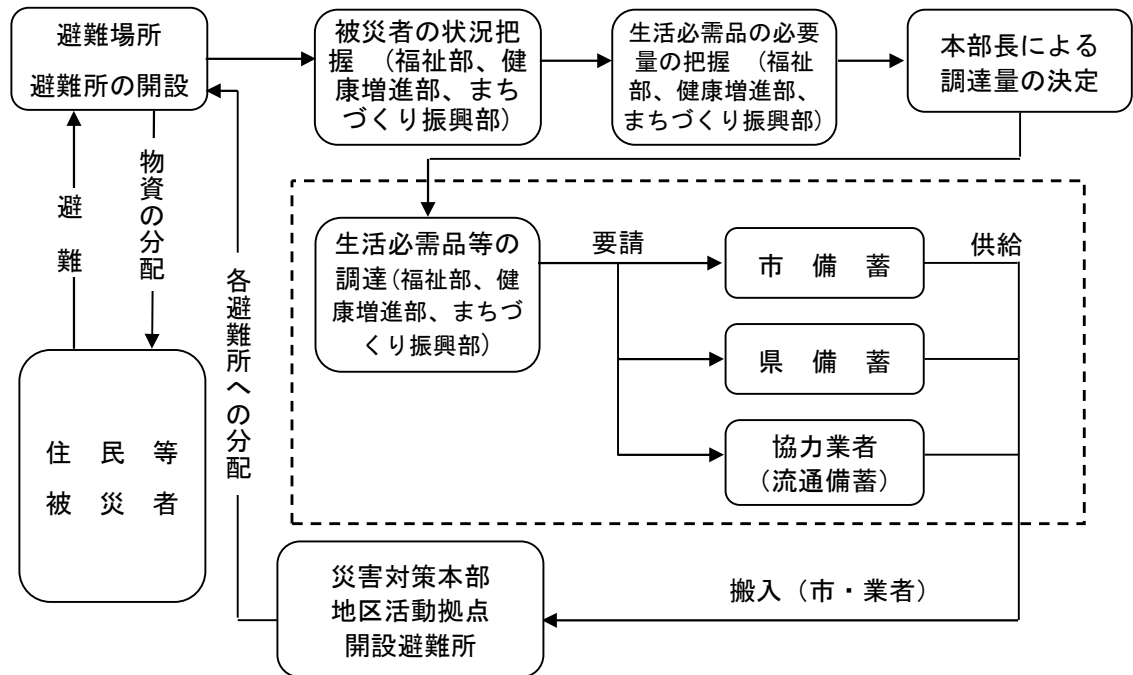 避難場所
避難所の開設
被災者の状況把
握　（福祉部、健
康増進部、まち
づくり振興部）
生活必需品の必要
量の把握　（福祉
部、健康増進部、
まちづくり振興部）
本部長による
調達量の決定
避　難
物資の分配
各避難所への分配
生活必需品等の
調達（福祉部、健
康増進部、まちづ
くり振興部）
要請
市　備　蓄
供給
県　備　蓄
協力業者
（流通備蓄）
住　民　等
被　災　者
災害対策本部
地区活動拠点
開設避難所
搬入（市・業者）